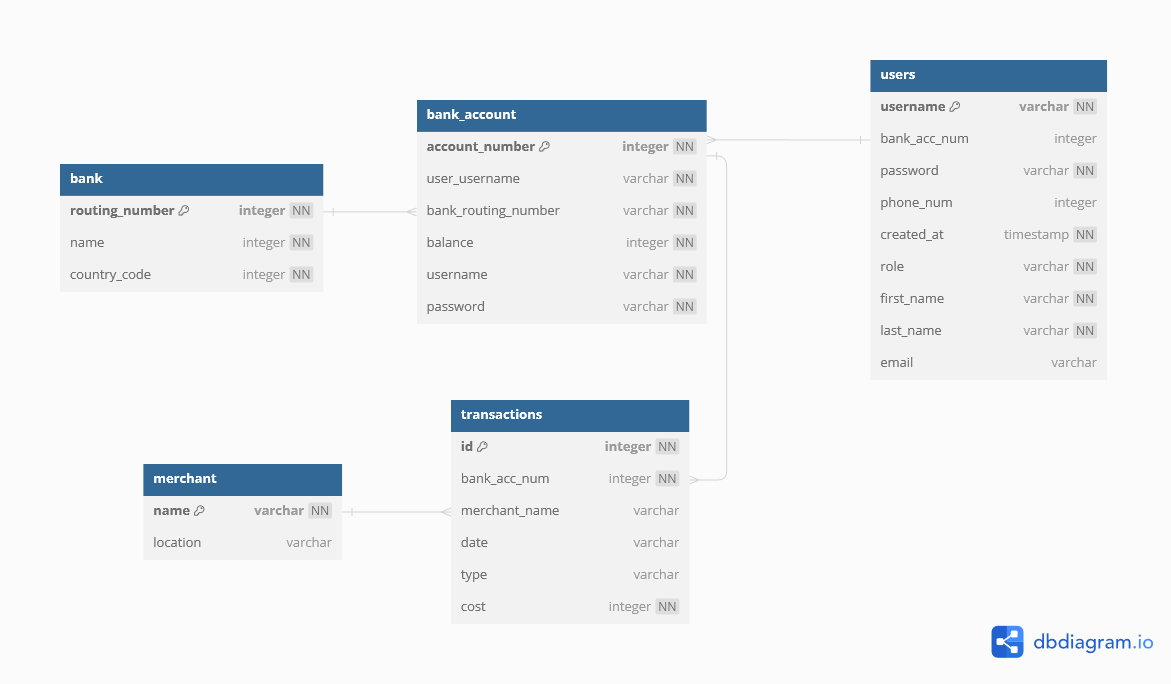 users
username varchar NN
bank_acc_num integer
password varchar NN
phone_num integer
created_at timestamp NN
role varchar NN
first_name varchar NN
last_name varchar NN
email varchar
bank_account
account_number integer NN
user_username varchar NN
bank_routing_number varchar NN
balance integer NN
username varchar NN
password varchar NN
bank
routing_number integer NN
name integer NN
country_code integer NN
transactions
id integer NN
bank_acc_num integer NN
merchant_name varchar
date varchar
type varchar
cost integer NN
merchant
name varchar NN
location varchar
dbdiagram.io